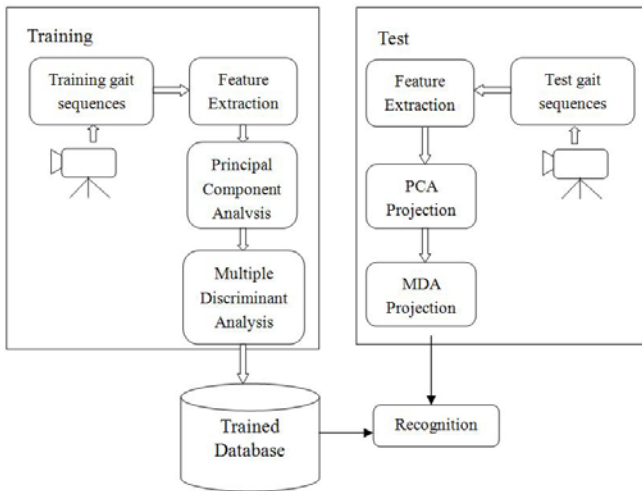 Training
Training gait
sequences
Feature
Extraction
Principal
Component
Analysis
Multiple
Discriminant
Analysis
Trained
Database
Test
Feature
Extraction
Test gait
sequences
PCA
Projection
MDA
Projection
Recognition